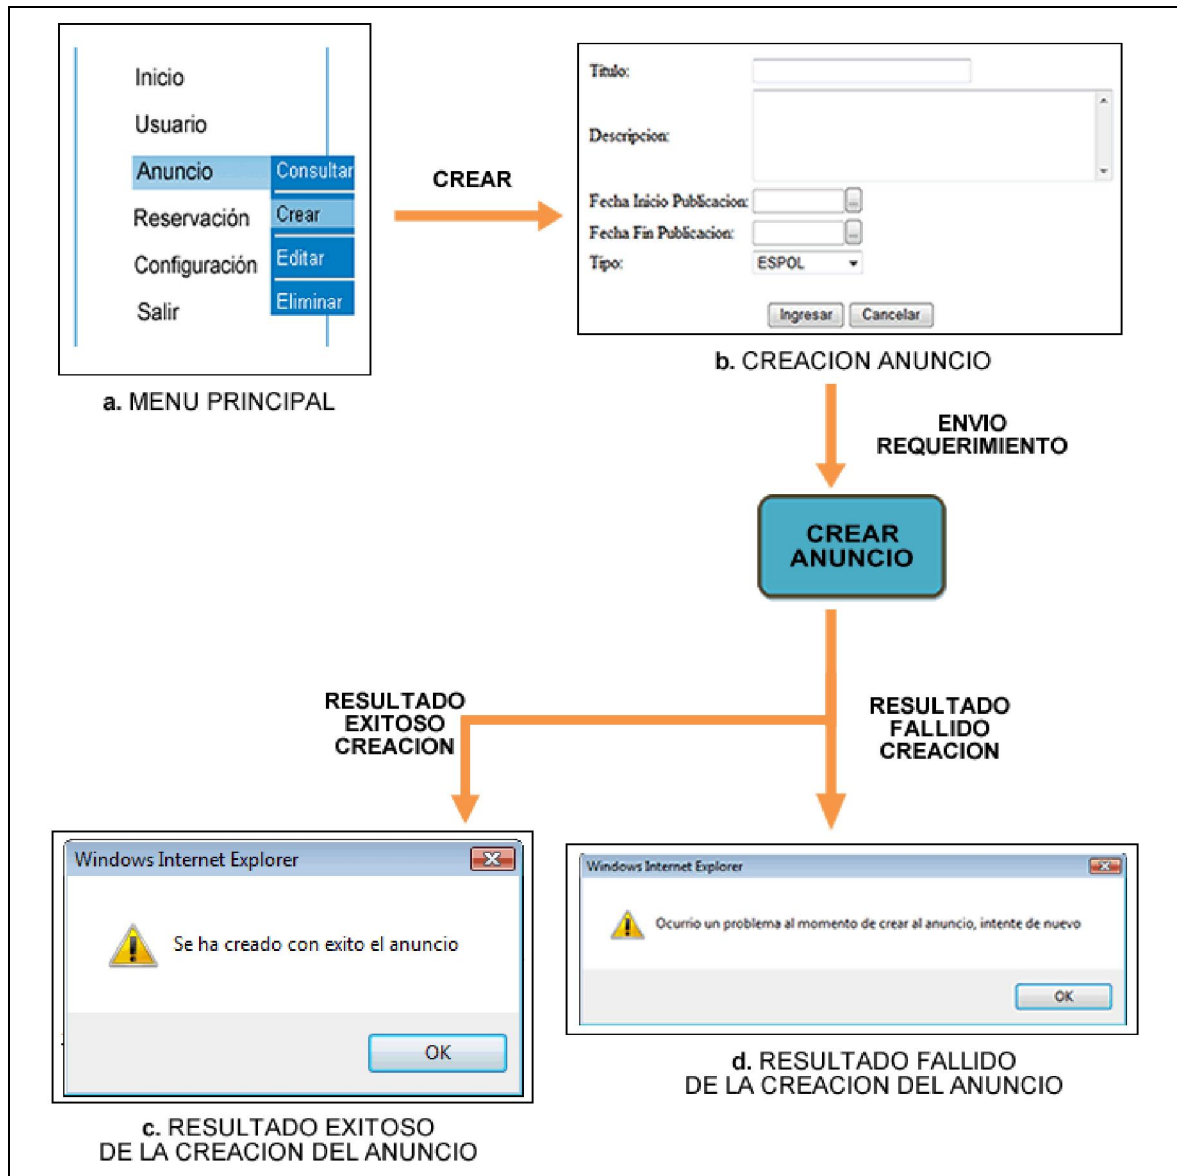 Inicio
Usuario
Anuncio
Consultar
Reservación
Crear
Configuración
Editar
Salir
Eliminar
a. MENU PRINCIPAL
CREAR
Titulo:
Descripcion:
Fecha Inicio Publicacion:
...
Fecha Fin Publicacion:
...
Tipo:
ESPOL
Ingresar
Cancelar
b. CREACION ANUNCIO
ENVIO
REQUERIMIENTO
CREAR
ANUNCIO
RESULTADO
EXITOSO
CREACION
RESULTADO
FALLIDO
CREACION
Windows Internet Explorer
Se ha creado con exito el anuncio
OK
c. RESULTADO EXITOSO
DE LA CREACION DEL ANUNCIO
Windows Internet Explorer
Ocurrio un problema al momento de crear al anuncio, intente de nuevo
OK
d. RESULTADO FALLIDO
DE LA CREACION DEL ANUNCIO